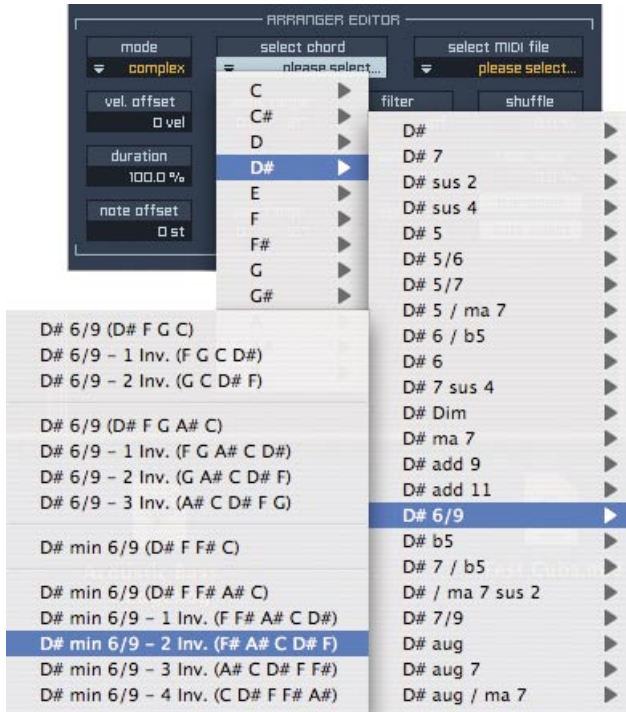 ARRANGER EDITOR
mode
select chord
select MIDI file
complex
please select...
please select...
vel. offset
filter
shuffle
0 vel
duration
100.0 %
note offset
0 st
C
C#
D
D#
E
F
F#
G
G#
D#
D# 7
D# sus 2
D# sus 4
D# 5
D# 5/6
D# 5/7
D# 5 / ma 7
D# 6 / b5
D# 6
D# 7 sus 4
D# Dim
D# ma 7
D# add 9
D# add 11
D# 6/9
D# b5
D# 7 / b5
D# / ma 7 sus 2
D# 7/9
D# aug
D# aug 7
D# aug / ma 7
D# 6/9 (D# F G C)
D# 6/9 – 1 Inv. (F G C D#)
D# 6/9 – 2 Inv. (G C D# F)
D# 6/9 (D# F G A# C)
D# 6/9 – 1 Inv. (F G A# C D#)
D# 6/9 – 2 Inv. (G A# C D# F)
D# 6/9 – 3 Inv. (A# C D# F G)
D# min 6/9 (D# F F# C)
D# min 6/9 (D# F F# A# C)
D# min 6/9 – 1 Inv. (F F# A# C D#)
D# min 6/9 – 2 Inv. (F# A# C D# F)
D# min 6/9 – 3 Inv. (A# C D# F F#)
D# min 6/9 – 4 Inv. (C D# F F# A#)